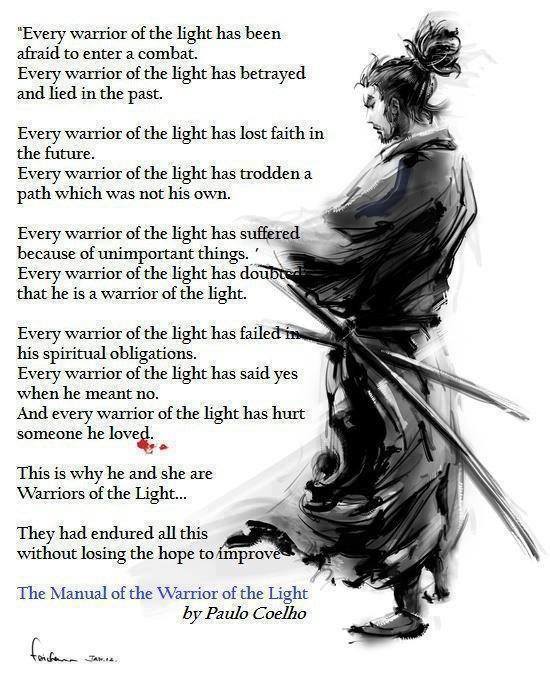 "Every warrior of the light has been
afraid to enter a combat.
Every warrior of the light has betrayed
and lied in the past.
Every warrior of the light has lost faith in
the future.
Every warrior of the light has trodden a
path which was not his own.
Every warrior of the light has suffered
because of unimportant things.
Every warrior of the light has doubted
that he is a warrior of the light.
Every warrior of the light has failed in
his spiritual obligations.
Every warrior of the light has said yes
when he meant no.
And every warrior of the light has hurt
someone he loved.
This is why he and she are
Warriors of the Light...
They had endured all this
without losing the hope to improve
The Manual of the Warrior of the Light
by Paulo Coelho
JAN.12.